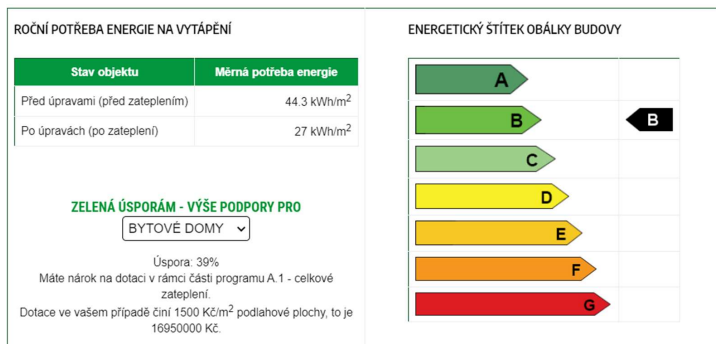 ROČNÍ POTŘEBA ENERGIE NA VYTÁPĚNÍ
Stav objektu Měrná potřeba energie
Před úpravami (před zateplením) 44.3 kWh/m²
Po úpravách (po zateplení) 27 kWh/m²
ZELENÁ ÚSPORÁM - VÝŠE PODPORY PRO
BYTOVÉ DOMY
Úspora: 39%
Máte nárok na dotaci v rámci části programu A.1 - celkové
zateplení.
Dotace ve vašem případě činí 1500 Kč/m² podlahové plochy, to je
16950000 Kč.
ENERGETICKÝ ŠTÍTEK OBÁLKY BUDOVY
A
B B
C
D
E
F
G